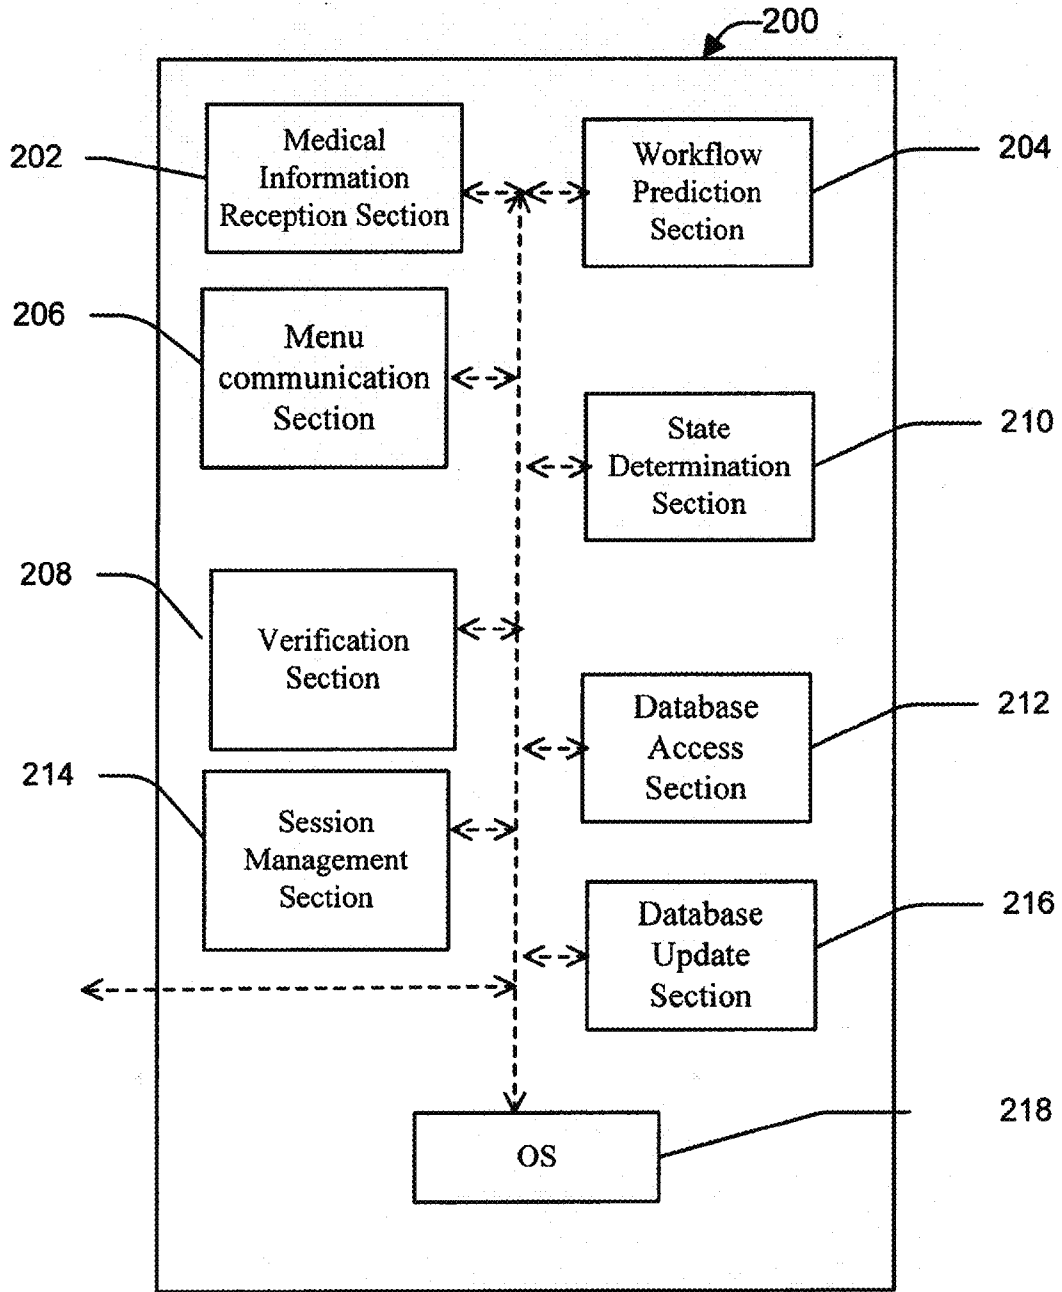 200
202
Medical
Information
Reception Section
Workflow
Prediction
Section
204
206
Menu
communication
Section
State
Determination
Section
210
208
Verification
Section
Database
Access
Section
212
214
Session
Management
Section
Database
Update
Section
216
OS
218